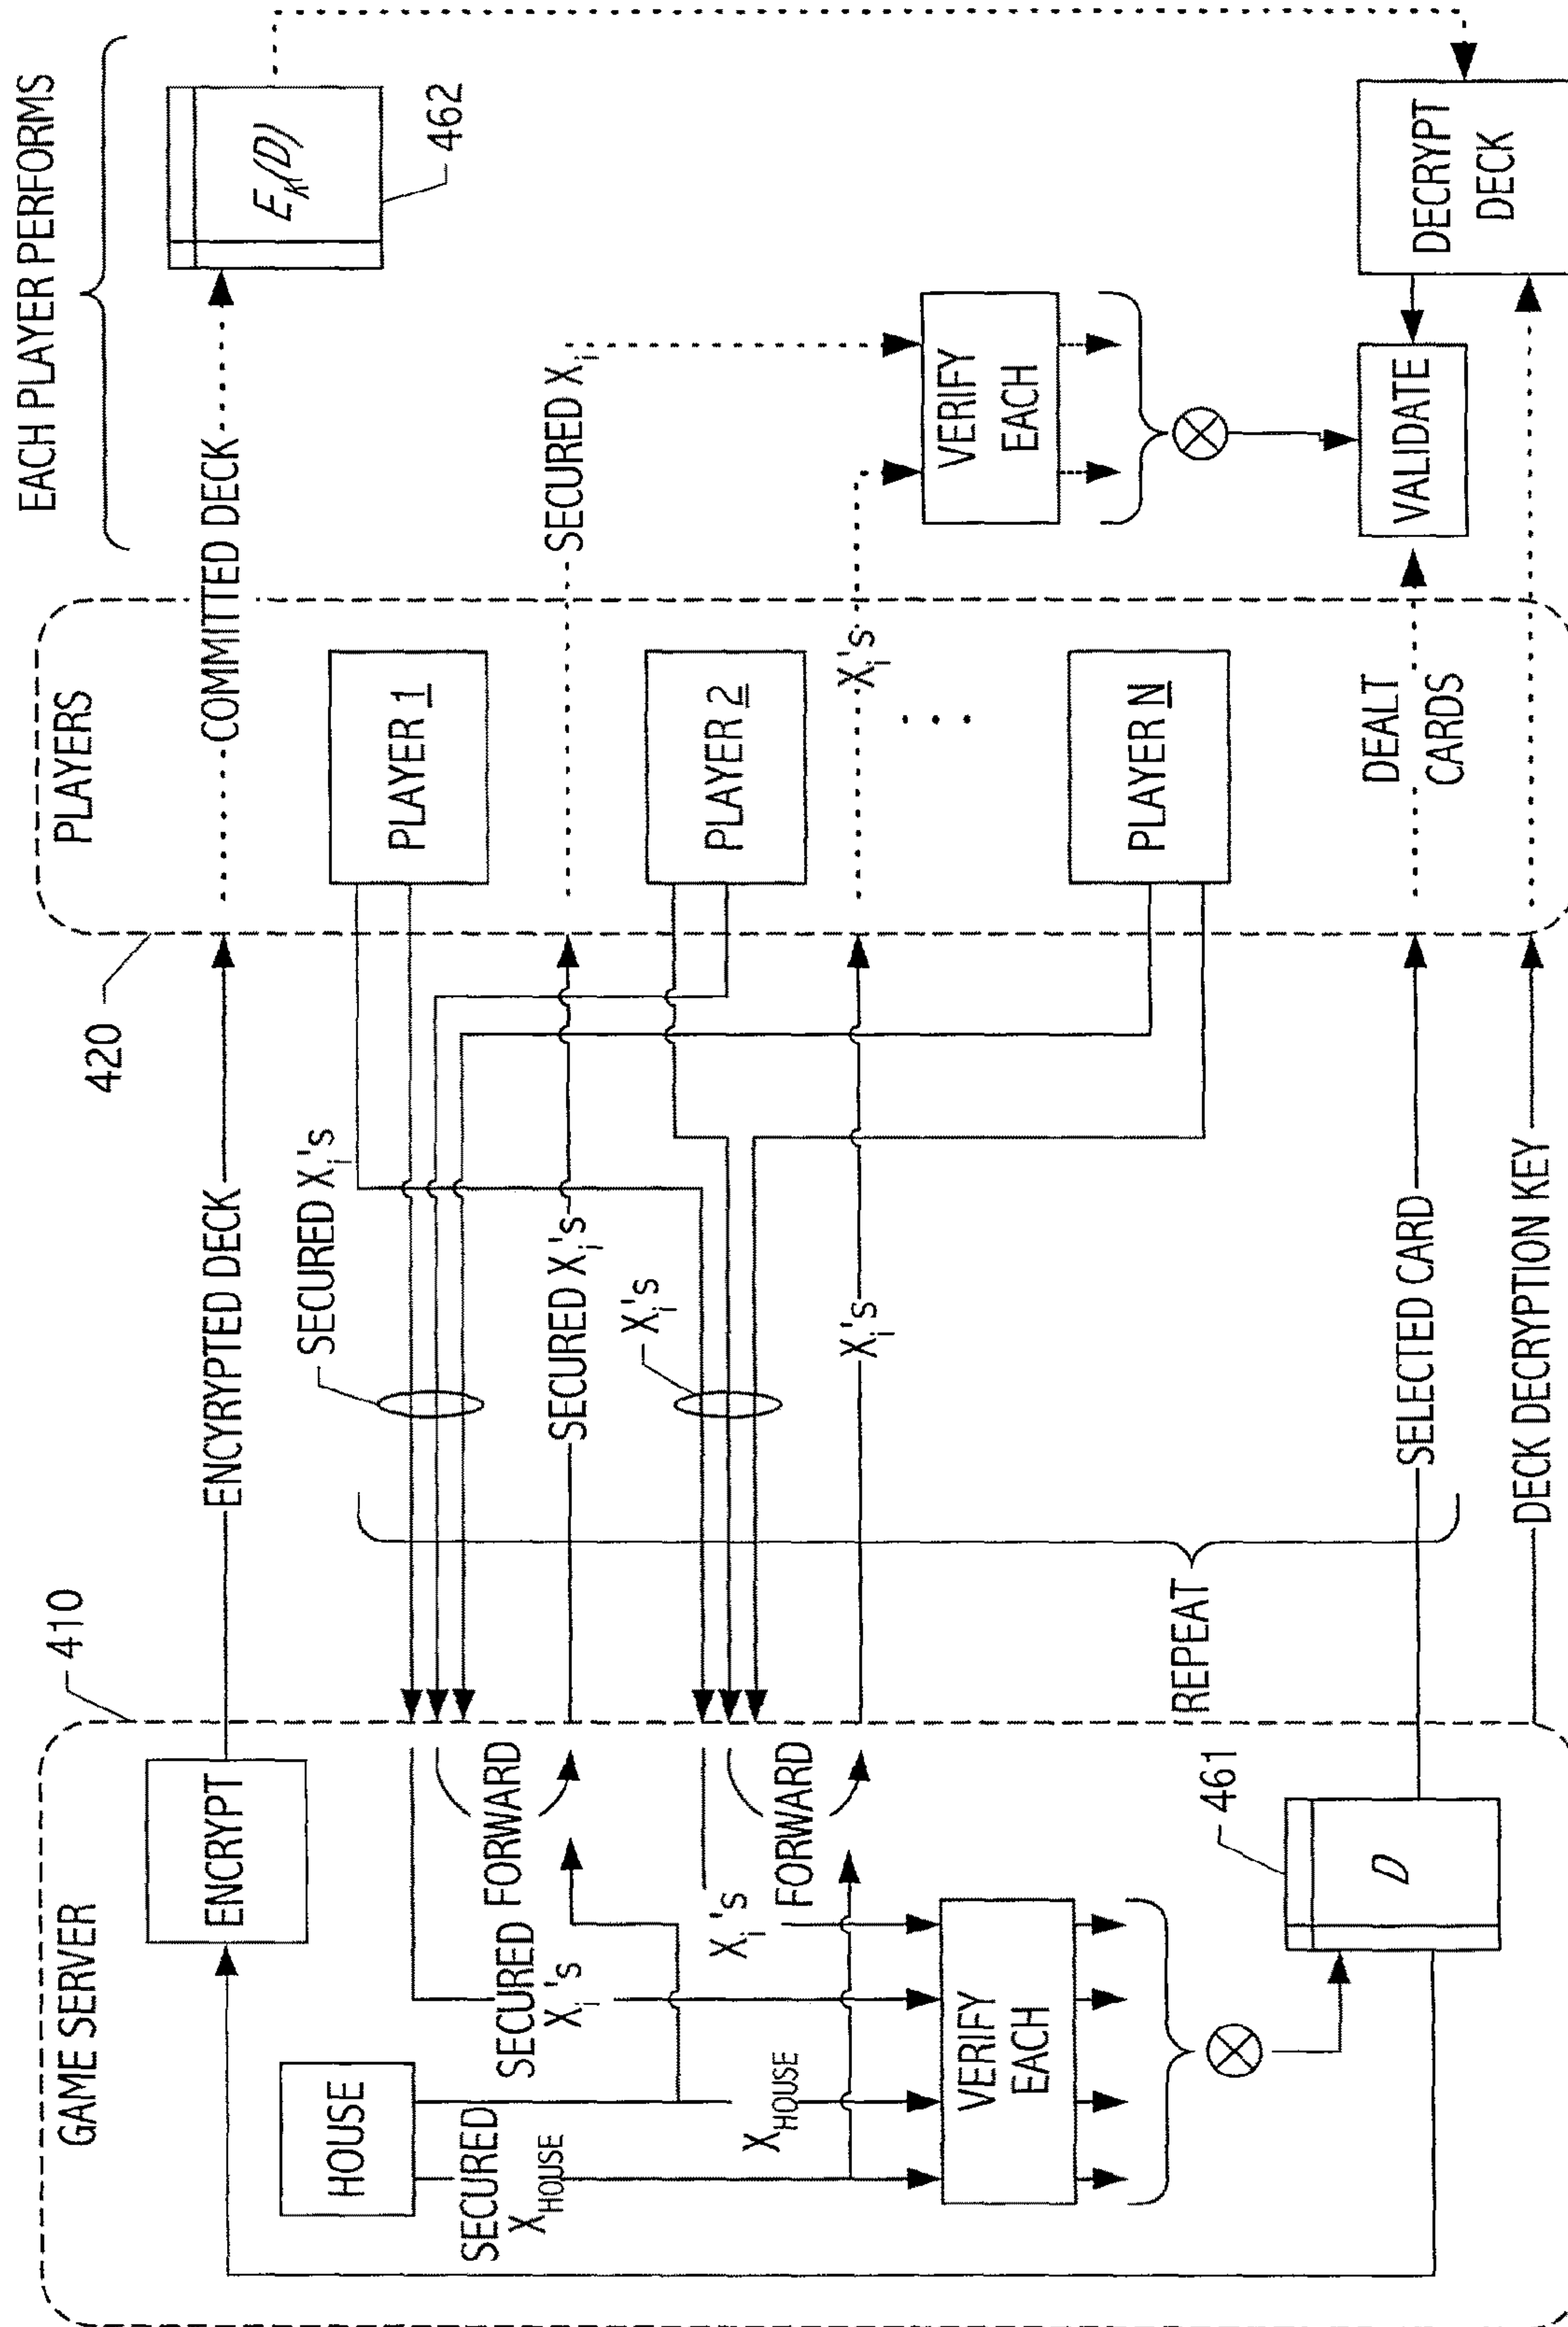 EACH PLAYER PERFORMS
GAME SERVER
410
420
PLAYERS
ENCRYPT
ENCYRYPTED DECK
COMMITTED DECK
E_K(D)
462
HOUSE
SECURED
X_HOUSE
X_HOUSE
SECURED
X_i's
FORWARD
SECURED X_i's
SECURED X_i's
PLAYER 1
SECURED X_i
X_i's
FORWARD
X_i's
X_i's
PLAYER 2
X_i's
VERIFY
EACH
VERIFY
EACH
PLAYER N
REPEAT
461
D
SELECTED CARD
DEALT
CARDS
VALIDATE
DECRYPT
DECK
DECK DECRYPTION KEY